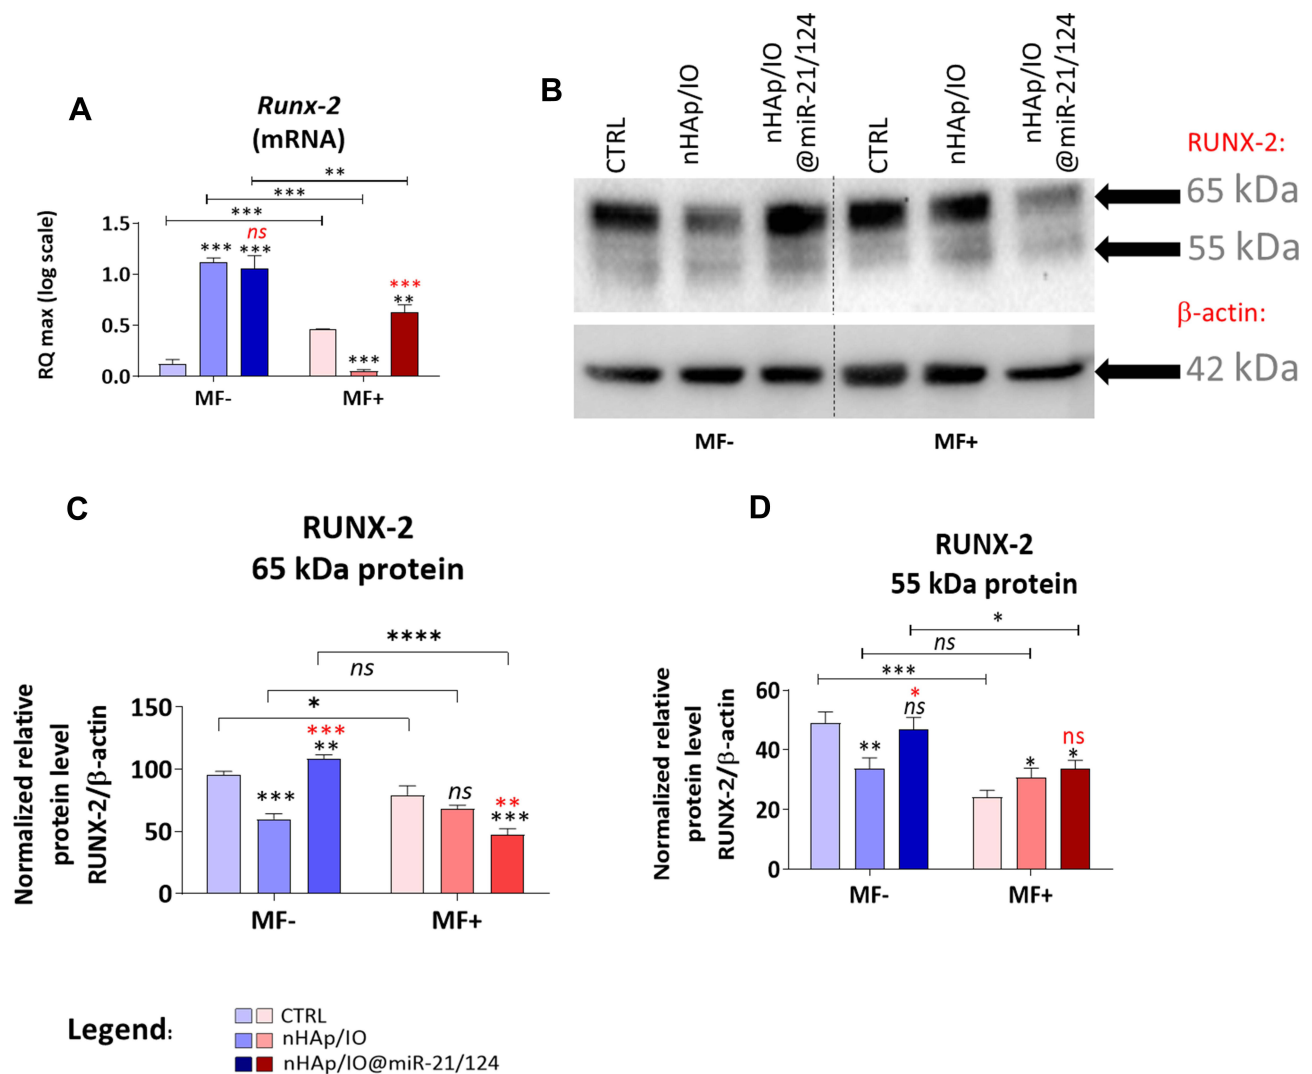 A
Runx-2
(mRNA)
**
***
***
RQ max (log scale)
1.5
1.0
0.5
0.0
***
ns
***
***
***
**
MF-
MF+
B
CTRL
nHAp/IO
nHAp/IO
@miR-21/124
CTRL
nHAp/IO
nHAp/IO
@miR-21/124
RUNX-2:
65 kDa
55 kDa
β-actin:
42 kDa
MF-
MF+
C
RUNX-2
65 kDa protein
****
ns
*
Normalized relative
protein level
RUNX-2/β-actin
150
100
50
0
***
***
**
ns
**
***
MF-
MF+
D
RUNX-2
55 kDa protein
*
ns
***
Normalized relative
protein level
RUNX-2/β-actin
60
40
20
0
**
*
ns
*
ns
*
MF-
MF+
Legend:
CTRL
nHAp/IO
nHAp/IO@miR-21/124